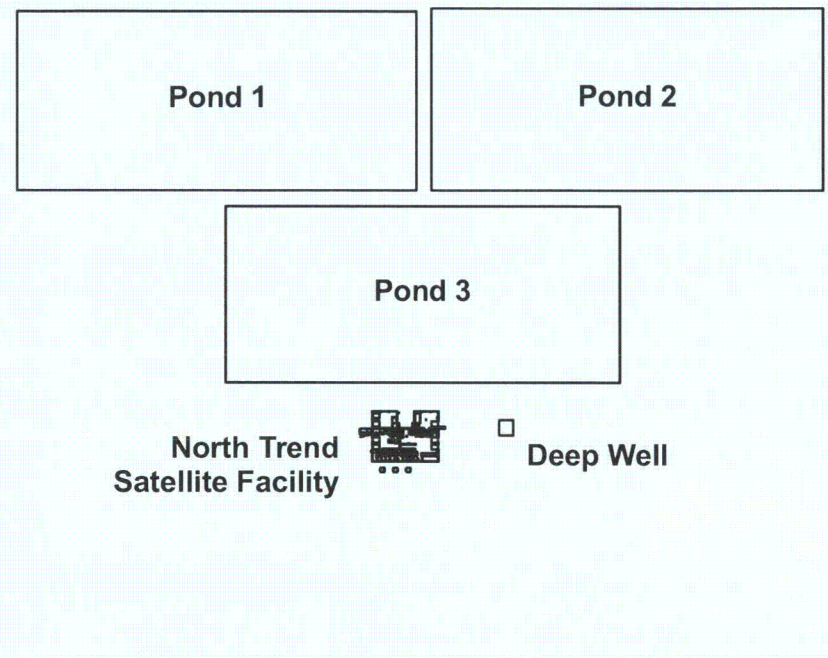 Pond 1
Pond 2
Pond 3
North Trend
Satellite Facility
Deep Well